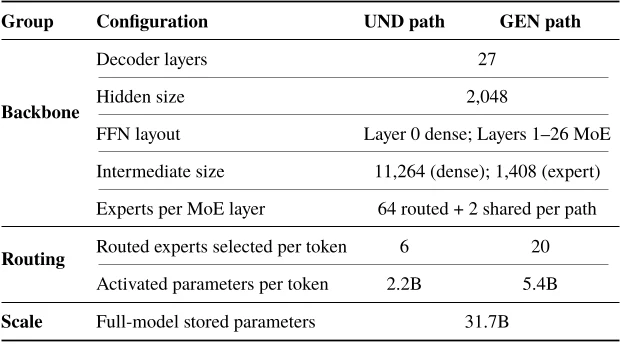 Group Configuration UND path GEN path
Decoder layers 27
Hidden size 2,048
Backbone
FFN layout Layer 0 dense; Layers 1–26 MoE
Intermediate size 11,264 (dense); 1,408 (expert)
Experts per MoE layer 64 routed + 2 shared per path
Routed experts selected per token 6 20
Routing
Activated parameters per token 2.2B 5.4B
Scale Full-model stored parameters 31.7B